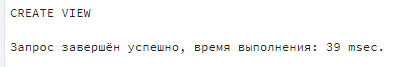 CREATE VIEW
Запрос завершён успешно, время выполнения: 39 msec.